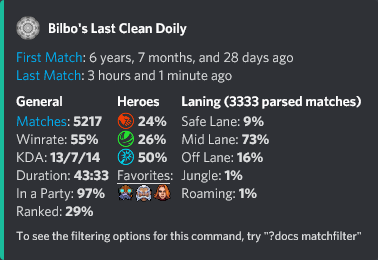 Bilbo's Last Clean Doily
First Match: 6 years, 7 months, and 28 days ago
Last Match: 3 hours and 1 minute ago
General
Matches: 5217
Winrate: 55%
KDA: 13/7/14
Duration: 43:33
In a Party: 97%
Ranked: 29%
Heroes
24%
26%
50%
Favorites:
Laning (3333 parsed matches)
Safe Lane: 9%
Mid Lane: 73%
Off Lane: 16%
Jungle: 1%
Roaming: 1%
To see the filtering options for this command, try "?docs matchfilter"